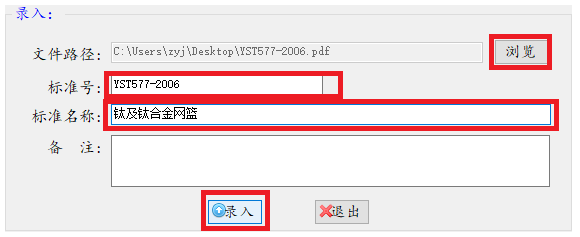 录入：
文件路径： C:\Users\zyj\Desktop\YST577-2006.pdf 浏览
标准号： YST577-2006
标准名称： 钛及钛合金网篮
备 注：
录入 退出